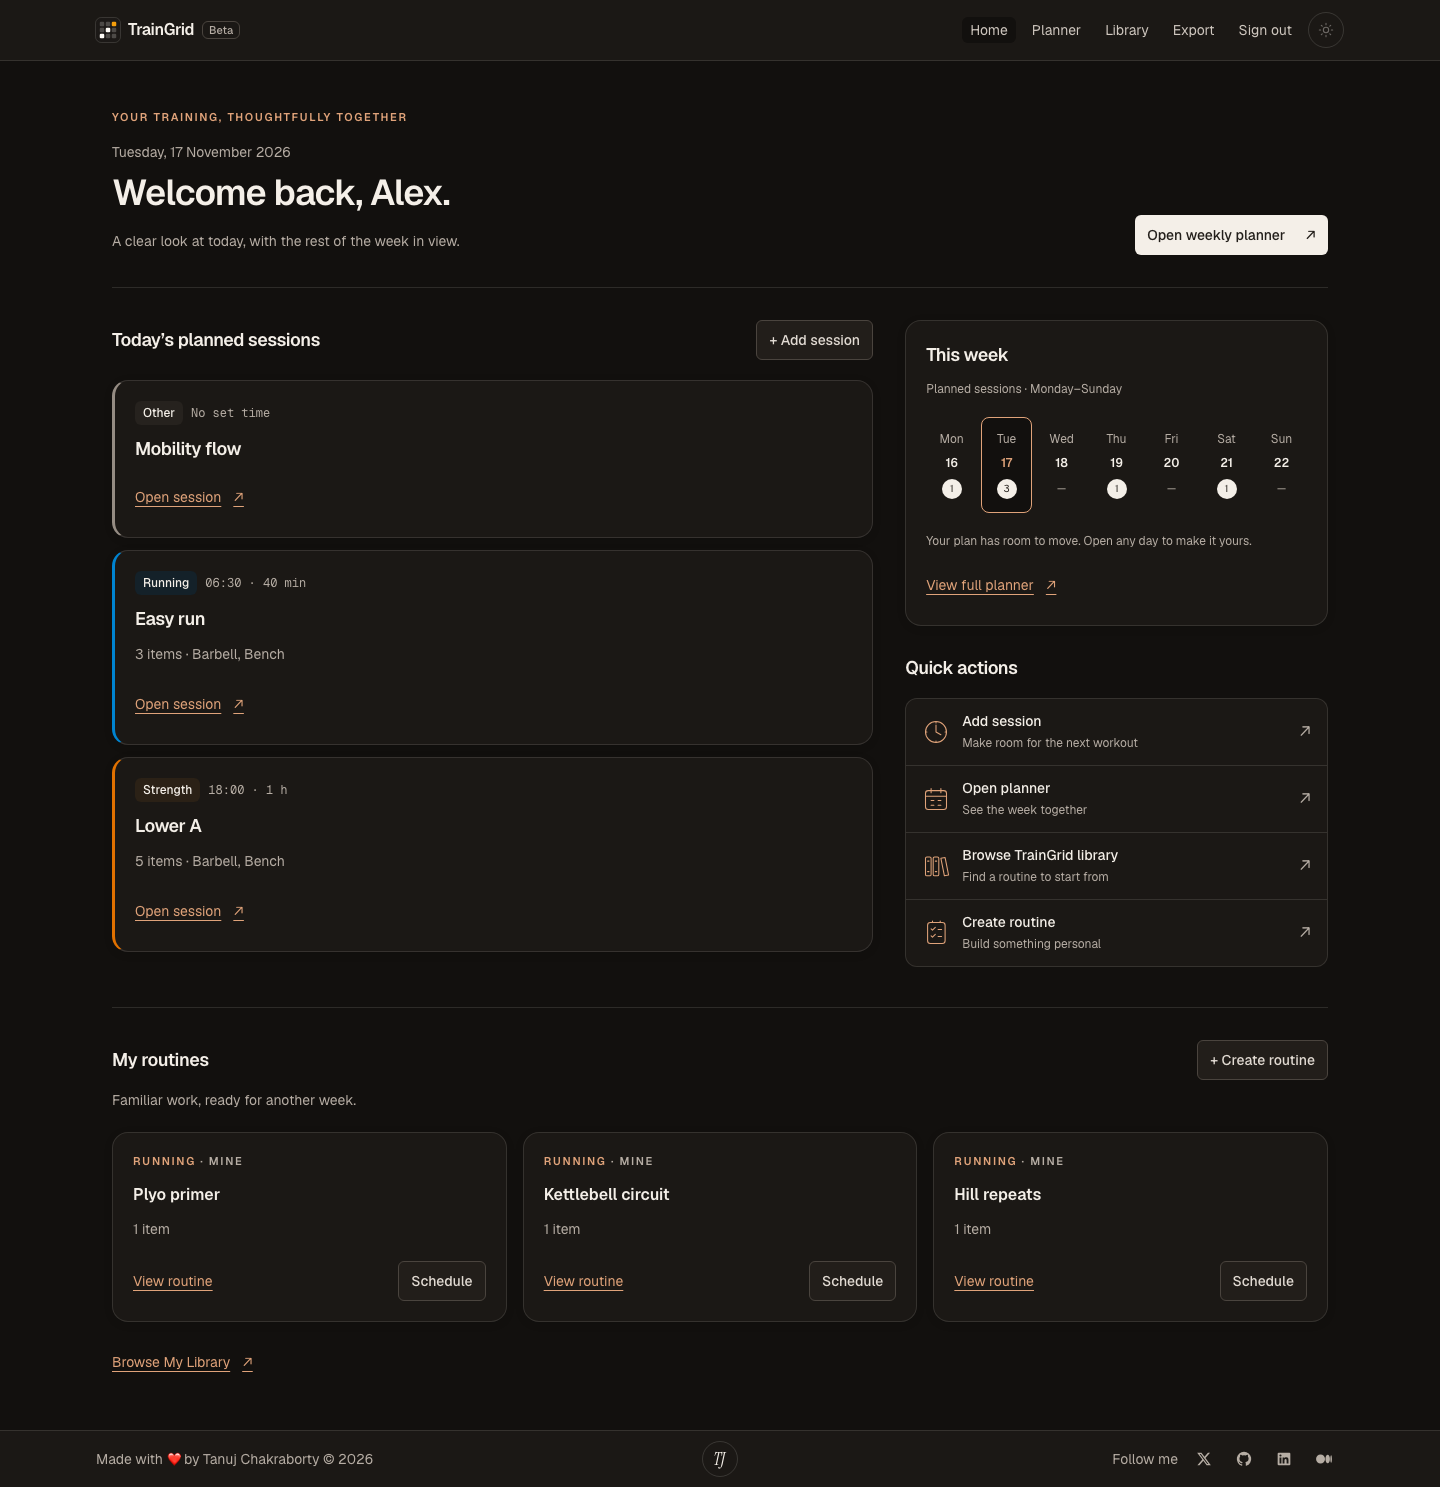 TrainGrid Beta
Home Planner Library Export Sign out
YOUR TRAINING, THOUGHTFULLY TOGETHER
Tuesday, 17 November 2026
Welcome back, Alex.
A clear look at today, with the rest of the week in view.
Open weekly planner ↗
Today’s planned sessions
+ Add session
Other No set time
Mobility flow
Open session ↗
Running 06:30 · 40 min
Easy run
3 items · Barbell, Bench
Open session ↗
Strength 18:00 · 1 h
Lower A
5 items · Barbell, Bench
Open session ↗
This week
Planned sessions · Monday–Sunday
Mon Tue Wed Thu Fri Sat Sun
16 17 18 19 20 21 22
1 3 — 1 — 1 —
Your plan has room to move. Open any day to make it yours.
View full planner ↗
Quick actions
Add session ↗
Make room for the next workout
Open planner ↗
See the week together
Browse TrainGrid library ↗
Find a routine to start from
Create routine ↗
Build something personal
My routines
+ Create routine
Familiar work, ready for another week.
RUNNING · MINE
Plyo primer
1 item
View routine Schedule
RUNNING · MINE
Kettlebell circuit
1 item
View routine Schedule
RUNNING · MINE
Hill repeats
1 item
View routine Schedule
Browse My Library ↗
Made with ❤️ by Tanuj Chakraborty © 2026
TJ
Follow me